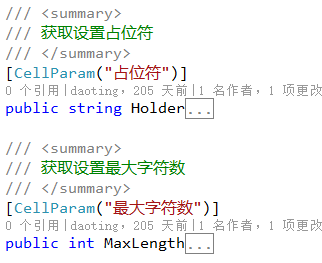 /// <summary>
/// 获取设置占位符
/// </summary>
[CellParam("占位符")]
0 个引用|daoting，205 天前|1 名作者，1 项更改
public string Holder...
/// <summary>
/// 获取设置最大字符数
/// </summary>
[CellParam("最大字符数")]
0 个引用|daoting，205 天前|1 名作者，1 项更改
public int MaxLength...